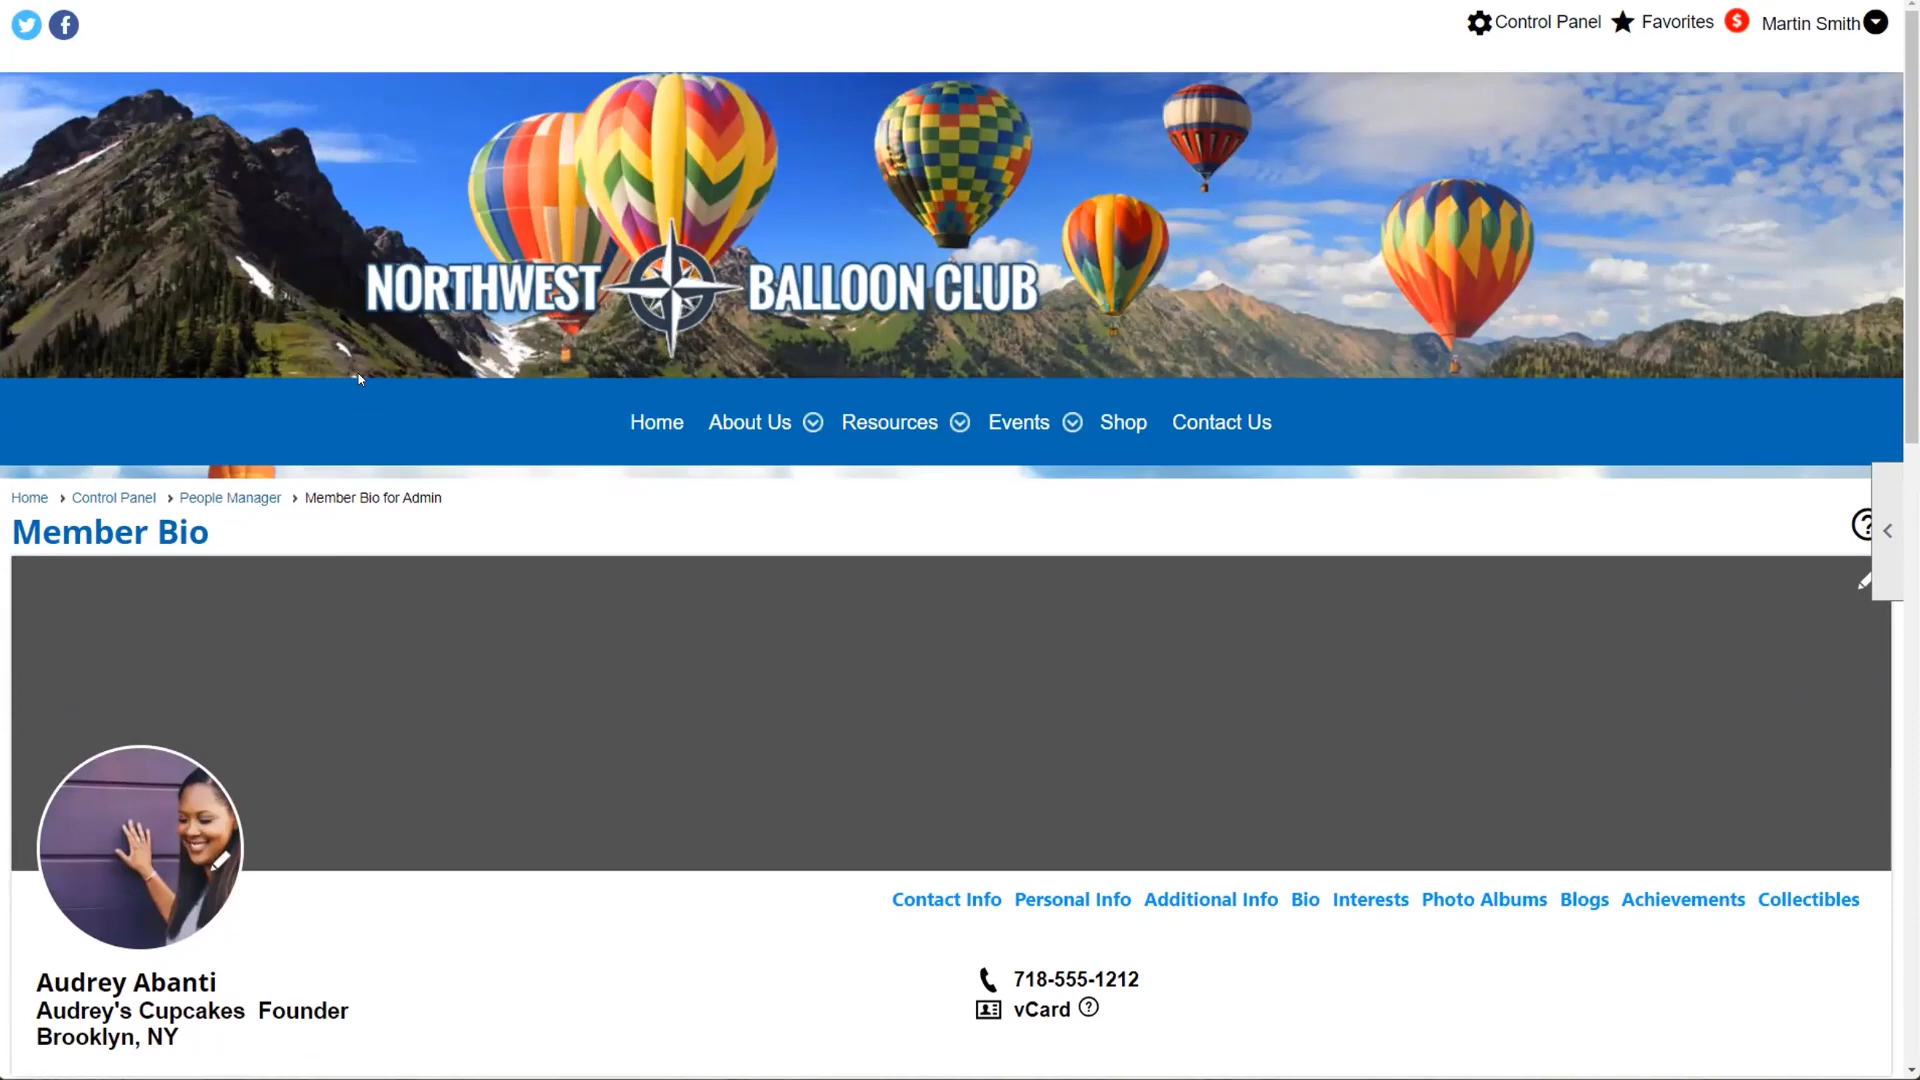 Control Panel Favorites Martin Smith
NORTHWEST BALLOON CLUB
Home About Us Resources Events Shop Contact Us
Home › Control Panel › People Manager › Member Bio for Admin
Member Bio
Contact Info Personal Info Additional Info Bio Interests Photo Albums Blogs Achievements Collectibles
Audrey Abanti
Audrey's Cupcakes Founder
Brooklyn, NY
718-555-1212
vCard